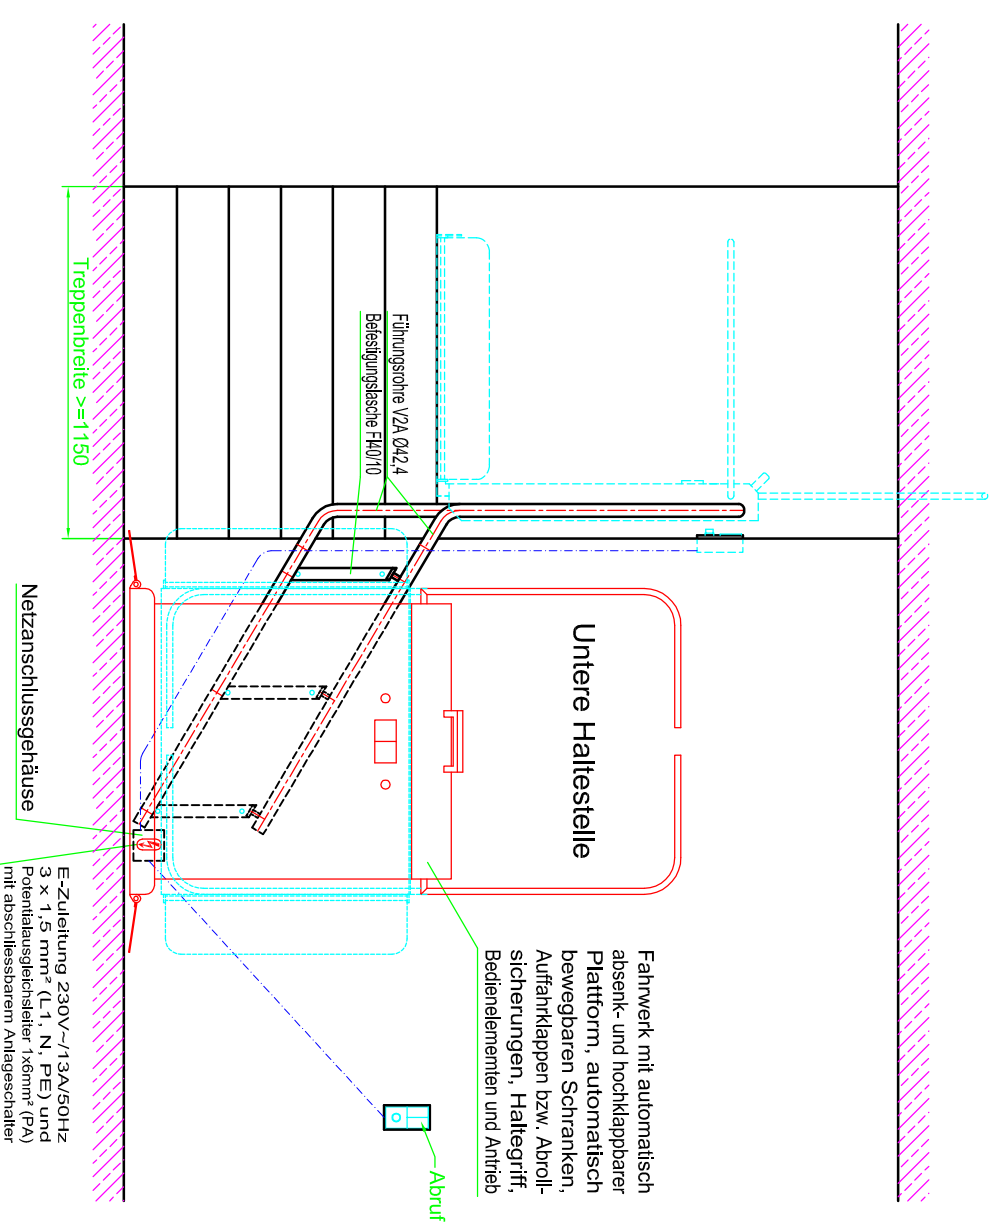 Untere Haltestelle
Fahrwerk mit automatisch
absenk- und hochklappbarer
Plattform, automatisch
bewegbaren Schranken,
Auffahrklappen bzw. Abroll-
sicherungen, Haltegriff,
Bedienelememten und Antrieb
Führungsrohre V2A Ø42,4
Befestigungslasche Fl40/10
Treppenbreite >=1150
Abruf
Netzanschlussgehäuse
E-Zuleitung 230V~/13A/50Hz
3 x 1,5 mm² (L1, N, PE) und
Potentialausgleichsleiter 1x6mm² (PA)
mit abschliessbarem Anlageschalter